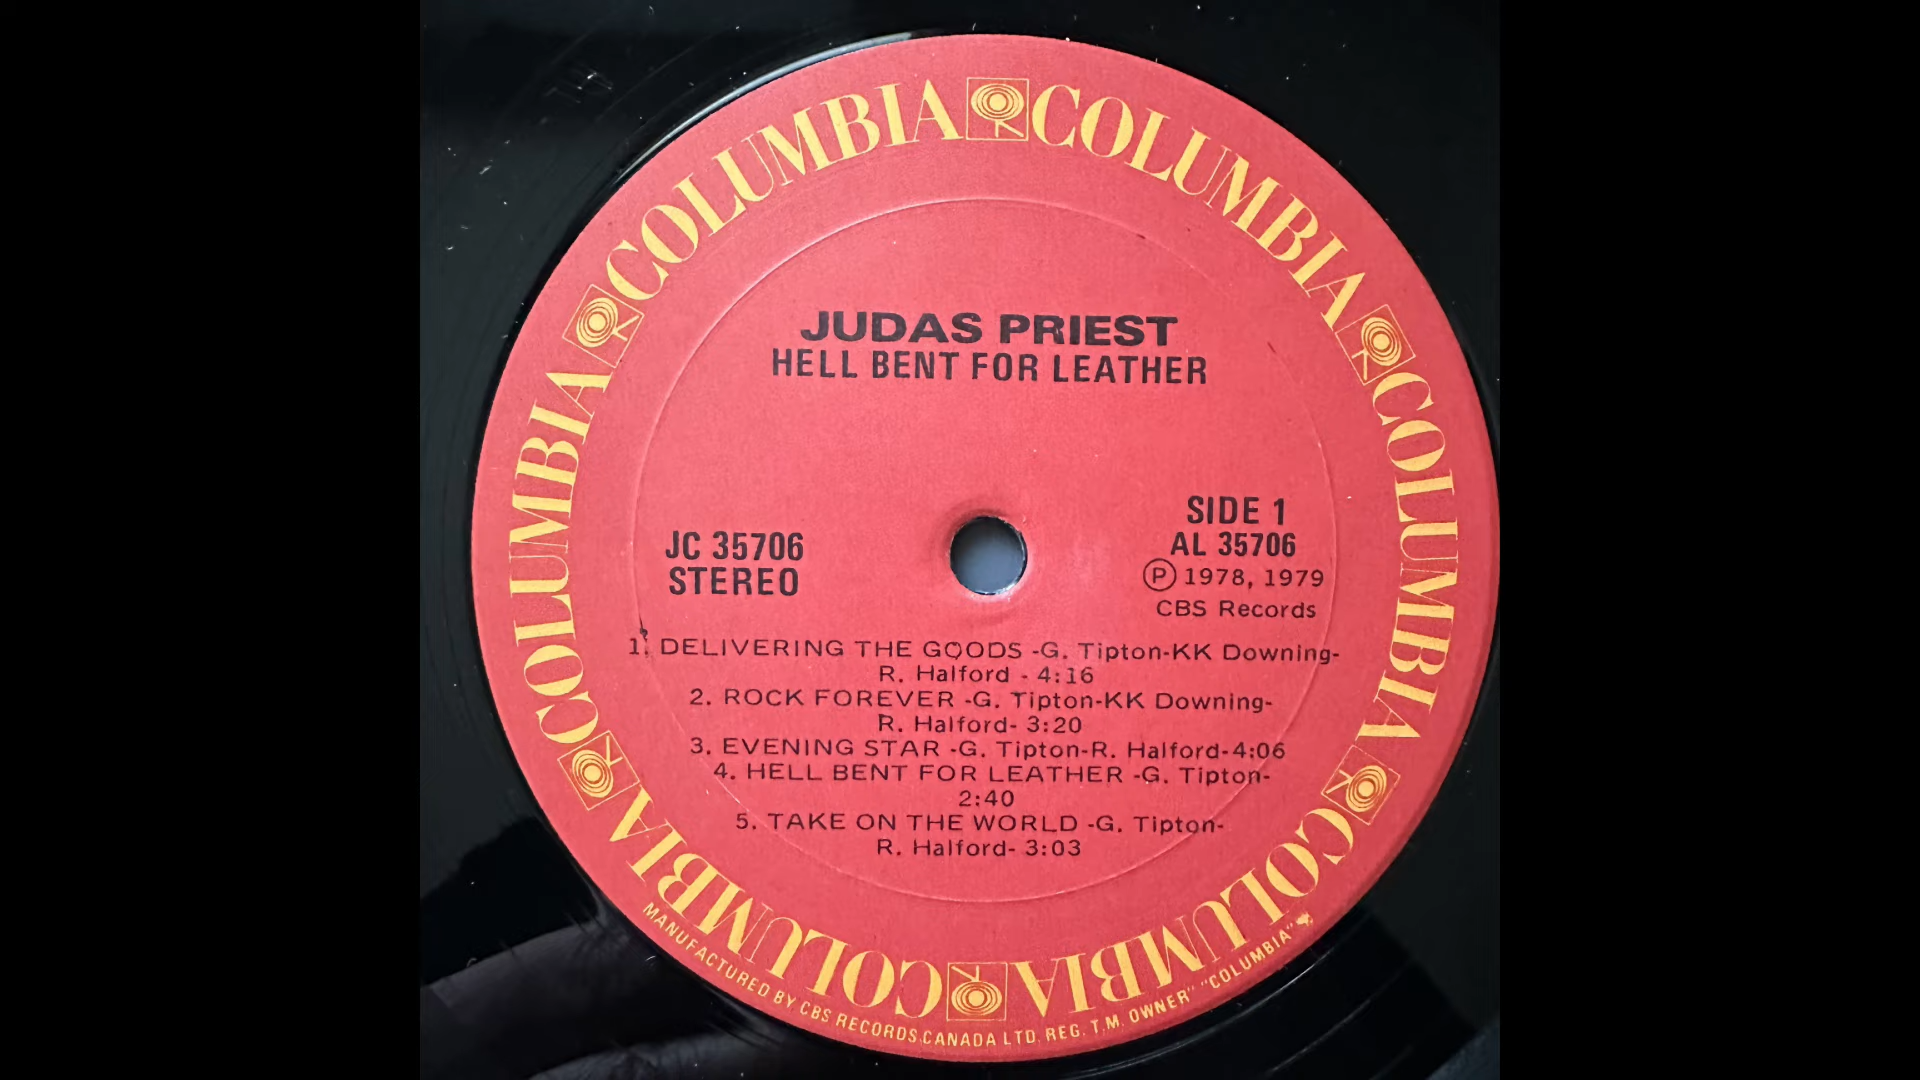 COLUMBIA COLUMBIA COLUMBIA COLUMBIA COLUMBIA COLUMBIA COLUMBIA COLUMBIA
JUDAS PRIEST
HELL BENT FOR LEATHER
JC 35706
STEREO
SIDE 1
AL 35706
Ⓟ 1978, 1979
CBS Records
1. DELIVERING THE GOODS -G. Tipton-KK Downing-
R. Halford - 4:16
2. ROCK FOREVER -G. Tipton-KK Downing-
R. Halford- 3:20
3. EVENING STAR -G. Tipton-R. Halford-4:06
4. HELL BENT FOR LEATHER -G. Tipton-
2:40
5. TAKE ON THE WORLD -G. Tipton-
R. Halford- 3:03
MANUFACTURED BY CBS RECORDS CANADA LTD. REG. T.M. OWNER" "COLUMBIA"